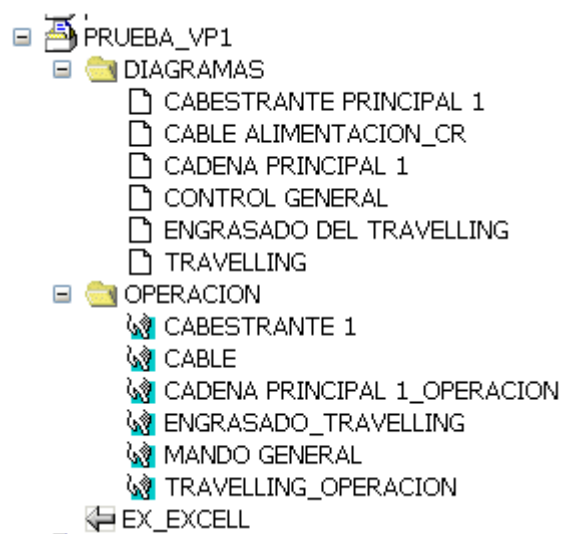 PRUEBA_VP1
DIAGRAMAS
CABESTRANTE PRINCIPAL 1
CABLE ALIMENTACION_CR
CADENA PRINCIPAL 1
CONTROL GENERAL
ENGRASADO DEL TRAVELLING
TRAVELLING
OPERACION
CABESTRANTE 1
CABLE
CADENA PRINCIPAL 1_OPERACION
ENGRASADO_TRAVELLING
MANDO GENERAL
TRAVELLING_OPERACION
EX_EXCELL